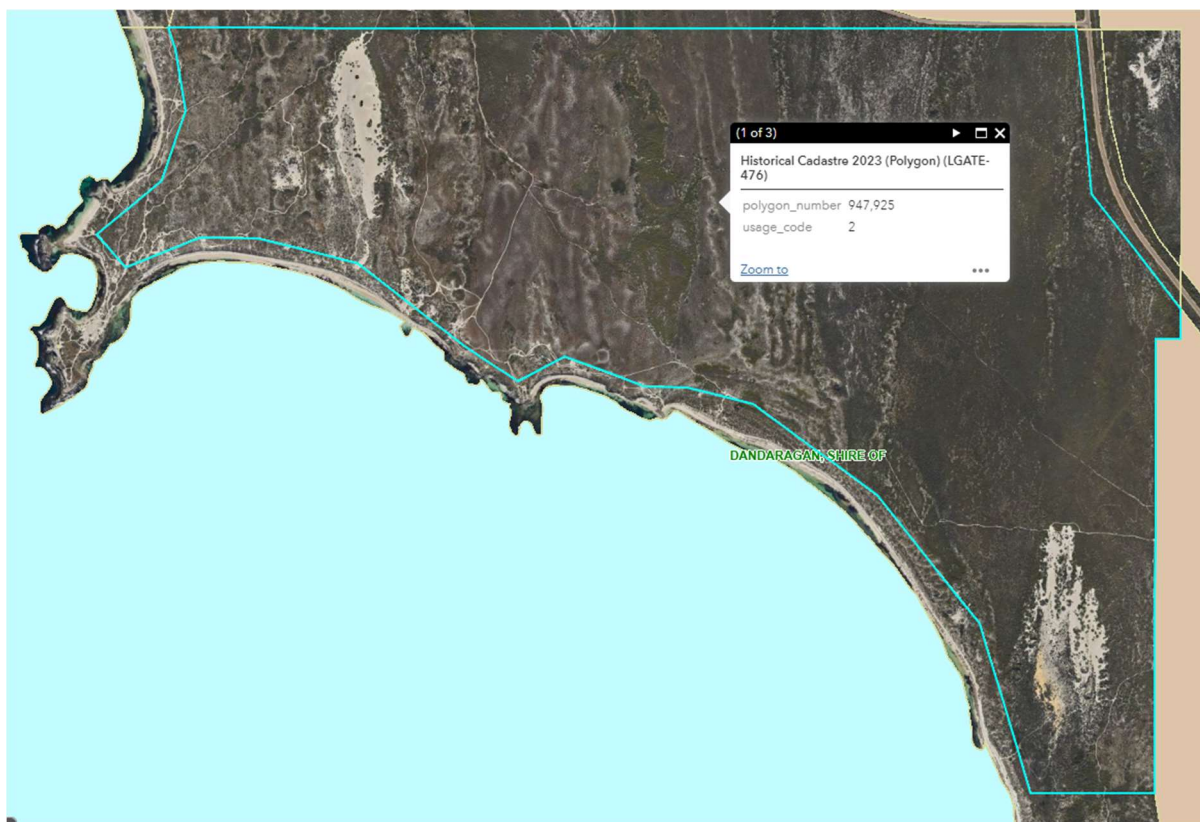 (1 of 3)
Historical Cadastre 2023 (Polygon) (LGATE-
476)
polygon_number 947,925
usage_code 2
Zoom to
DANDARAGAN, SHIRE OF